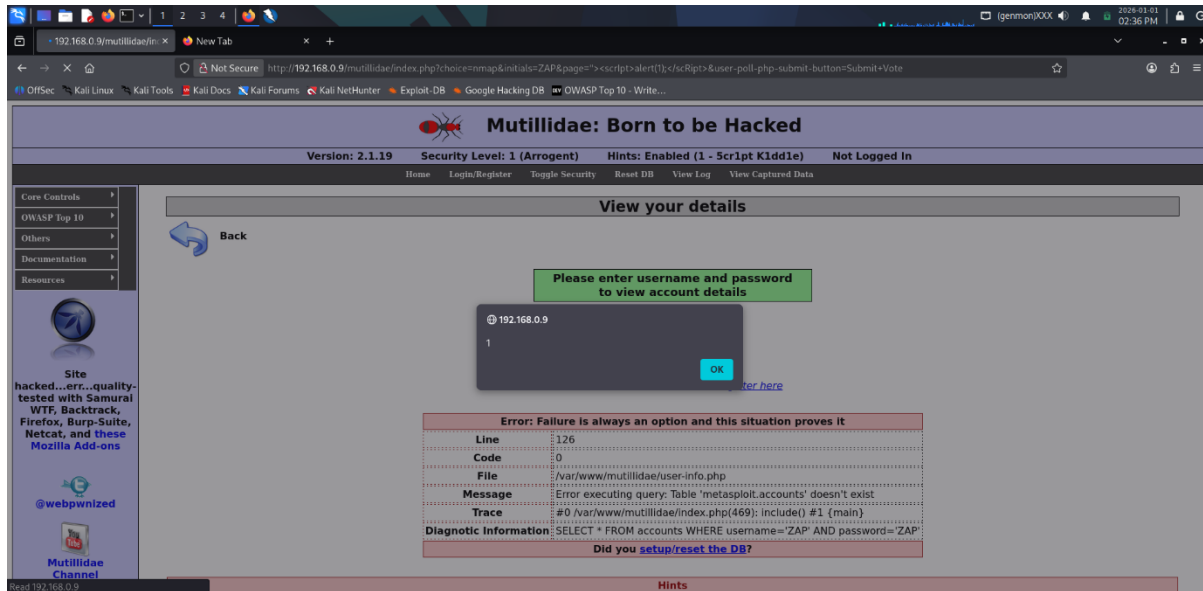 1 2 3 4
(genmon)XXX
2026-01-01
02:36 PM
192.168.0.9/mutillidae/in
New Tab
Not Secure http://192.168.0.9/mutillidae/index.php?choice=nmap&initials=ZAP&page="><scrIpt>alert(1);</scRipt>&user-poll-php-submit-button=Submit+Vote
OffSec Kali Linux Kali Tools Kali Docs Kali Forums Kali NetHunter Exploit-DB Google Hacking DB OWASP Top 10 - Write...
Mutillidae: Born to be Hacked
Version: 2.1.19 Security Level: 1 (Arrogent) Hints: Enabled (1 - 5cr1pt K1dd1e) Not Logged In
Home Login/Register Toggle Security Reset DB View Log View Captured Data
Core Controls
OWASP Top 10
Others
Documentation
Resources
Site
hacked...err...quality-
tested with Samurai
WTF, Backtrack,
Firefox, Burp-Suite,
Netcat, and these
Mozilla Add-ons
@webpwnized
Mutillidae
Channel
Read 192.168.0.9
View your details
Back
Please enter username and password
to view account details
192.168.0.9
1
OK
ter here
Error: Failure is always an option and this situation proves it
Line 126
Code 0
File /var/www/mutillidae/user-info.php
Message Error executing query: Table 'metasploit.accounts' doesn't exist
Trace #0 /var/www/mutillidae/index.php(469): include() #1 {main}
Diagnotic Information SELECT * FROM accounts WHERE username='ZAP' AND password='ZAP'
Did you setup/reset the DB?
Hints